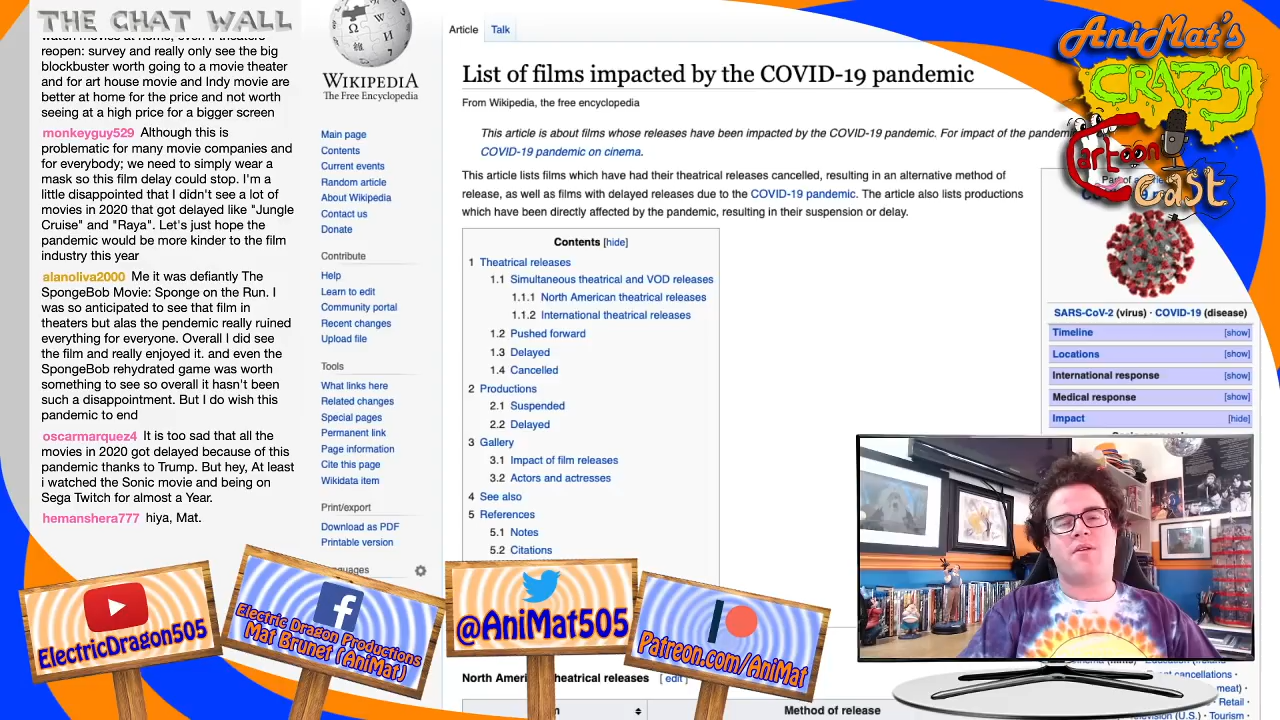 THE CHAT WALL
watch movies at home, even if theaters
reopen: survey and really only see the big
blockbuster worth going to a movie theater
and for art house movie and Indy movie are
better at home for the price and not worth
seeing at a high price for a bigger screen
monkeyguy529 Although this is
problematic for many movie companies and
for everybody; we need to simply wear a
mask so this film delay could stop. I'm a
little disappointed that I didn't see a lot of
movies in 2020 that got delayed like "Jungle
Cruise" and "Raya". Let's just hope the
pandemic would be more kinder to the film
industry this year
alanoliva2000 Me it was defiantly The
SpongeBob Movie: Sponge on the Run. I
was so anticipated to see that film in
theaters but alas the pendemic really ruined
everything for everyone. Overall I did see
the film and really enjoyed it. and even the
SpongeBob rehydrated game was worth
something to see so overall it hasn't been
such a disappointment. But I do wish this
pandemic to end
oscarmarquez4 It is too sad that all the
movies in 2020 got delayed because of this
pandemic thanks to Trump. But hey, At least
i watched the Sonic movie and being on
Sega Twitch for almost a Year.
hemanshera777 hiya, Mat.
WIKIPEDIA
The Free Encyclopedia
Main page
Contents
Current events
Random article
About Wikipedia
Contact us
Donate
Contribute
Help
Learn to edit
Community portal
Recent changes
Upload file
Tools
What links here
Related changes
Special pages
Permanent link
Page information
Cite this page
Wikidata item
Print/export
Download as PDF
Printable version
Article Talk
List of films impacted by the COVID-19 pandemic
From Wikipedia, the free encyclopedia
This article is about films whose releases have been impacted by the COVID-19 pandemic. For impact of the pandemic
COVID-19 pandemic on cinema.
This article lists films which have had their theatrical releases cancelled, resulting in an alternative method of
release, as well as films with delayed releases due to the COVID-19 pandemic. The article also lists productions
which have been directly affected by the pandemic, resulting in their suspension or delay.
Contents [hide]
1 Theatrical releases
1.1 Simultaneous theatrical and VOD releases
1.1.1 North American theatrical releases
1.1.2 International theatrical releases
1.2 Pushed forward
1.3 Delayed
1.4 Cancelled
2 Productions
2.1 Suspended
2.2 Delayed
3 Gallery
3.1 Impact of film releases
3.2 Actors and actresses
4 See also
5 References
5.1 Notes
5.2 Citations
[edit]
Method of release
AniMat's
CRAZY
Cartoon
Cast
SARS-CoV-2 (virus) · COVID-19 (disease)
Timeline [show]
Locations [show]
International response [show]
Medical response [show]
Impact [hide]
cancellations ·
meat) ·
Retail ·
Television (U.S.) · Tourism ·
ElectricDragon505
Electric Dragon Productions
Mat Brunet (AniMat)
@AniMat505
Patreon.com/AniMat